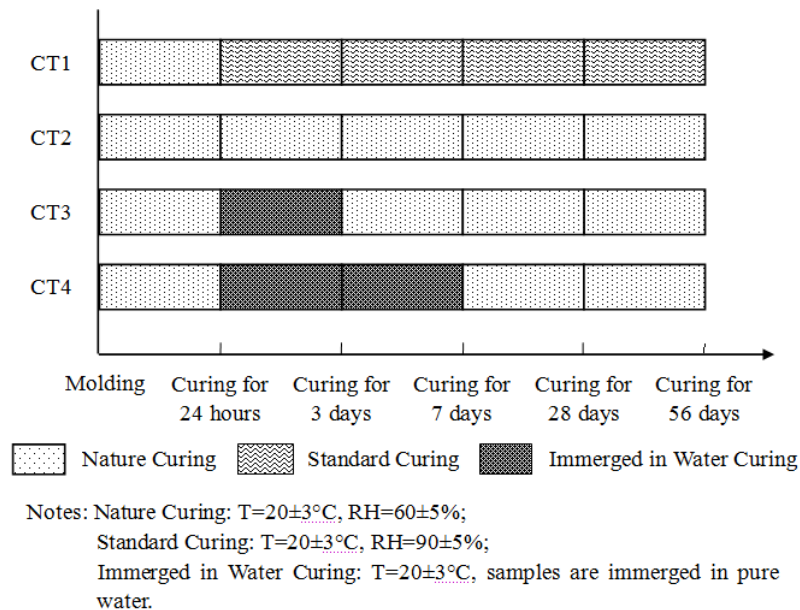 CT1
CT2
CT3
CT4
Molding
Curing for 24 hours
Curing for 3 days
Curing for 7 days
Curing for 28 days
Curing for 56 days
Nature Curing
Standard Curing
Immerged in Water Curing
Notes: Nature Curing: T=20±3°C, RH=60±5%;
Standard Curing: T=20±3°C, RH=90±5%;
Immerged in Water Curing: T=20±3°C, samples are immerged in pure
water.